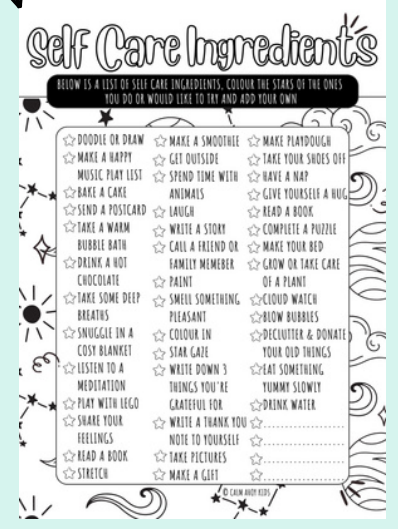 Self Care Ingredients
BELOW IS A LIST OF SELF CARE INGREDIENTS, COLOUR THE STARS OF THE ONES
YOU DO OR WOULD LIKE TO TRY AND ADD YOUR OWN
DOODLE OR DRAW
MAKE A HAPPY
MUSIC PLAY LIST
BAKE A CAKE
SEND A POSTCARD
TAKE A WARM
BUBBLE BATH
DRINK A HOT
CHOCOLATE
TAKE SOME DEEP
BREATHS
SNUGGLE IN A
COSY BLANKET
LISTEN TO A
MEDITATION
PLAY WITH LEGO
SHARE YOUR
FEELINGS
READ A BOOK
STRETCH
MAKE A SMOOTHIE
GET OUTSIDE
SPEND TIME WITH
ANIMALS
LAUGH
WRITE A STORY
CALL A FRIEND OR
FAMILY MEMEBER
PAINT
SMELL SOMETHING
PLEASANT
COLOUR IN
STAR GAZE
WRITE DOWN 3
THINGS YOU'RE
GRATEFUL FOR
WRITE A THANK YOU
NOTE TO YOURSELF
TAKE PICTURES
MAKE A GIFT
MAKE PLAYDOUGH
TAKE YOUR SHOES OFF
HAVE A NAP
GIVE YOURSELF A HUG
READ A BOOK
COMPLETE A PUZZLE
MAKE YOUR BED
GROW OR TAKE CARE
OF A PLANT
CLOUD WATCH
BLOW BUBBLES
DECLUTTER & DONATE
YOUR OLD THINGS
EAT SOMETHING
YUMMY SLOWLY
DRINK WATER
© CALM AHOY KIDS